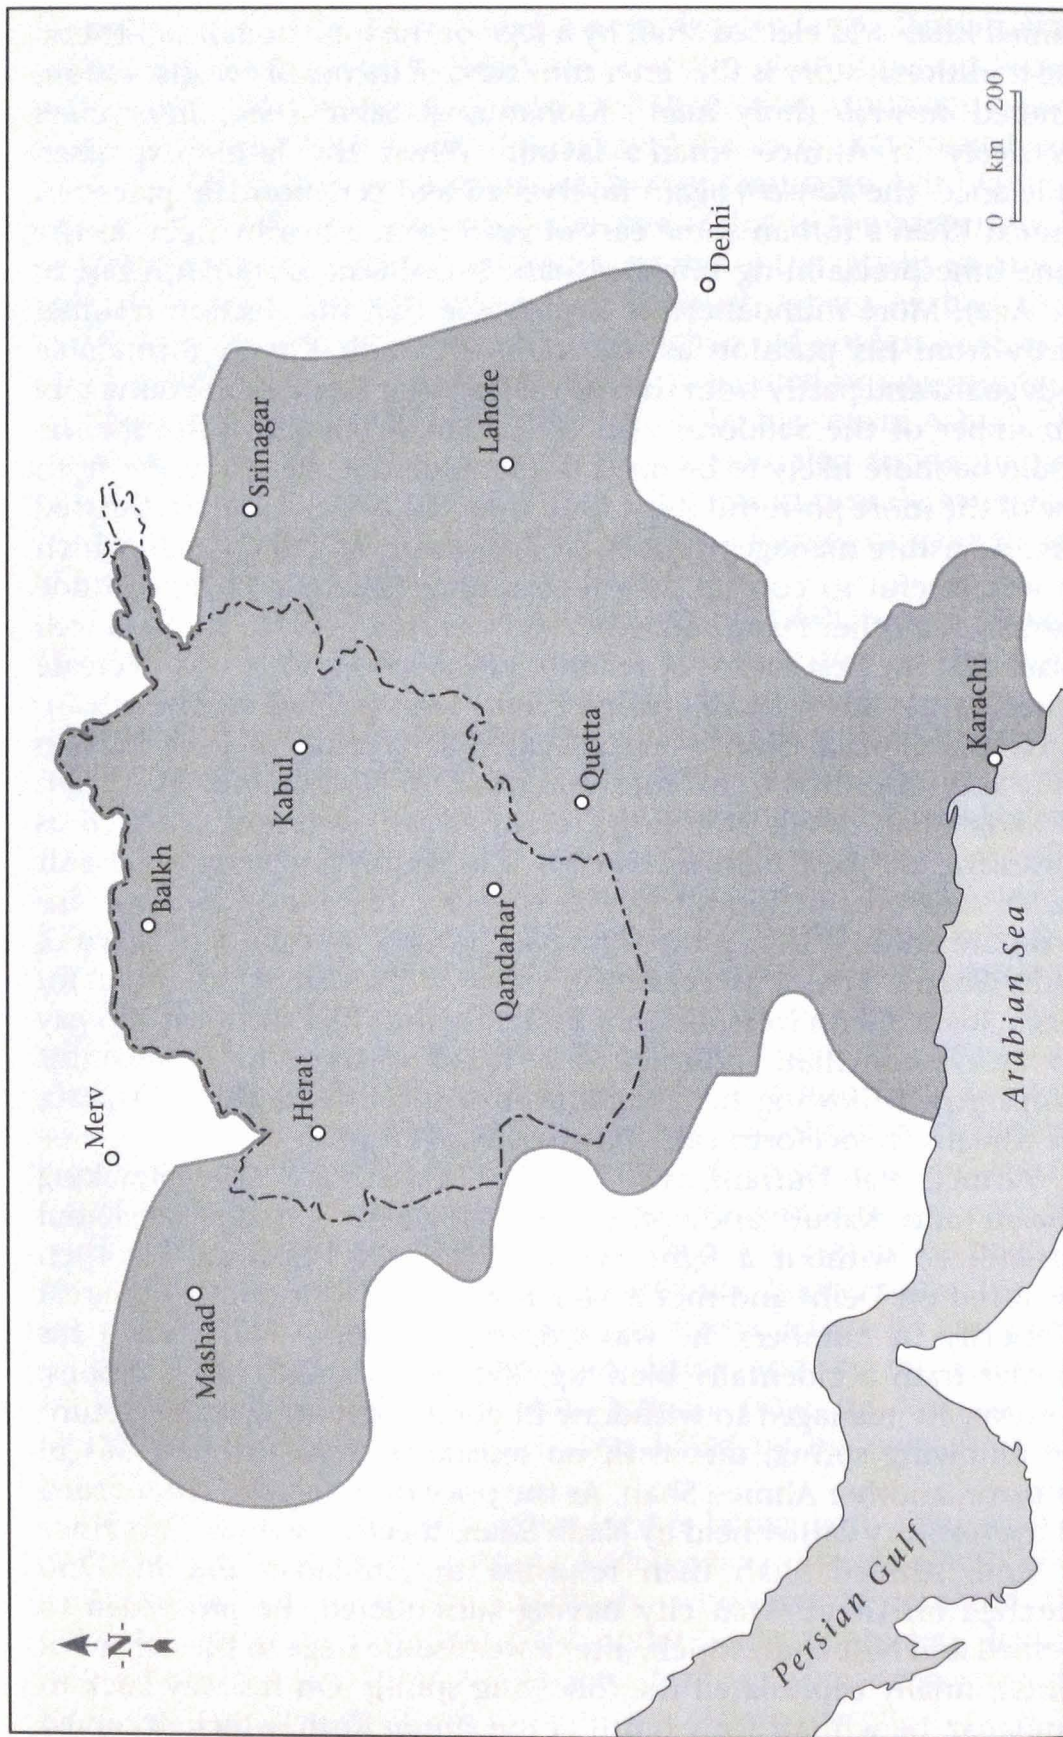 -N-
Merv
Mashad
Balkh
Herat
Kabul
Srinagar
Qandahar
Lahore
Quetta
Delhi
Karachi
Persian Gulf
Arabian Sea
0 km 200